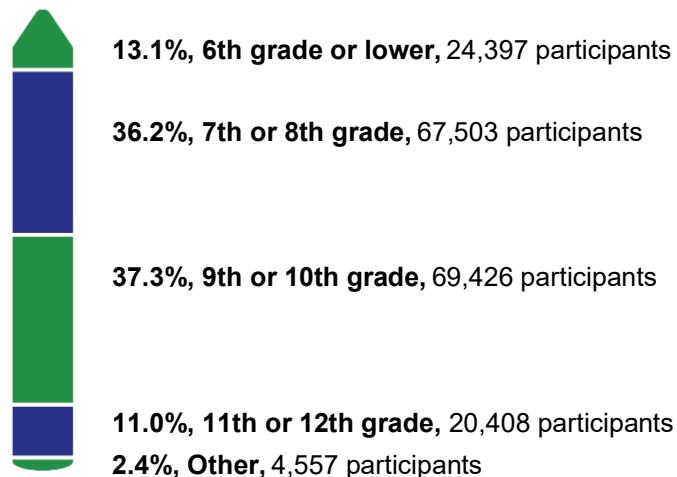 13.1%, 6th grade or lower, 24,397 participants
36.2%, 7th or 8th grade, 67,503 participants
37.3%, 9th or 10th grade, 69,426 participants
11.0%, 11th or 12th grade, 20,408 participants
2.4%, Other, 4,557 participants